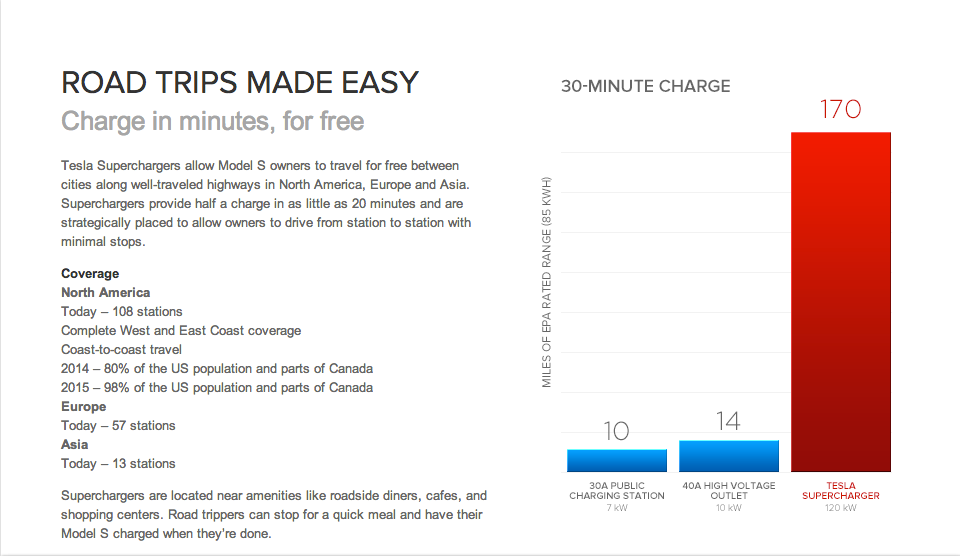 ROAD TRIPS MADE EASY
Charge in minutes, for free
Tesla Superchargers allow Model S owners to travel for free between
cities along well-traveled highways in North America, Europe and Asia.
Superchargers provide half a charge in as little as 20 minutes and are
strategically placed to allow owners to drive from station to station with
minimal stops.
Coverage
North America
Today – 108 stations
Complete West and East Coast coverage
Coast-to-coast travel
2014 – 80% of the US population and parts of Canada
2015 – 98% of the US population and parts of Canada
Europe
Today – 57 stations
Asia
Today – 13 stations
Superchargers are located near amenities like roadside diners, cafes, and
shopping centers. Road trippers can stop for a quick meal and have their
Model S charged when they're done.
30-MINUTE CHARGE
MILES OF EPA RATED RANGE (85 KWH)
10
14
170
30A PUBLIC
CHARGING STATION
7 kW
40A HIGH VOLTAGE
OUTLET
10 kW
TESLA
SUPERCHARGER
120 kW